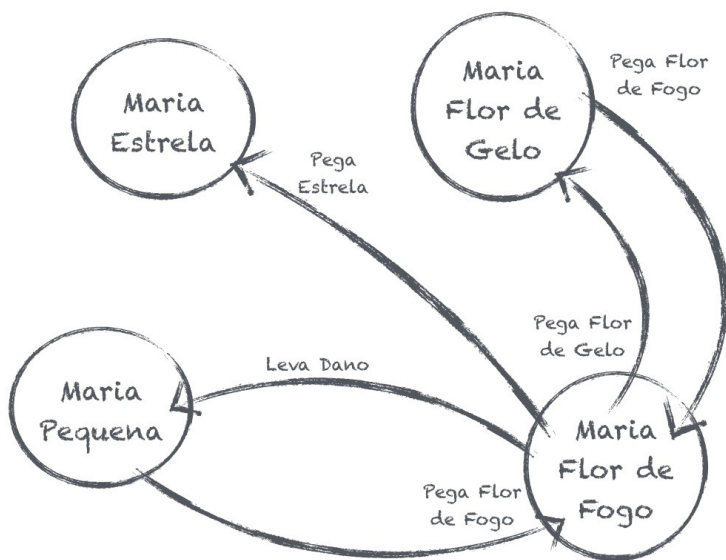 Maria
Estrela
Maria
Flor de
Gelo
Pega Flor
de Fogo
Pega
Estrela
Pega Flor
de Gelo
Leva Dano
Maria
Pequena
Maria
Flor de
Fogo
Pega Flor
de Fogo